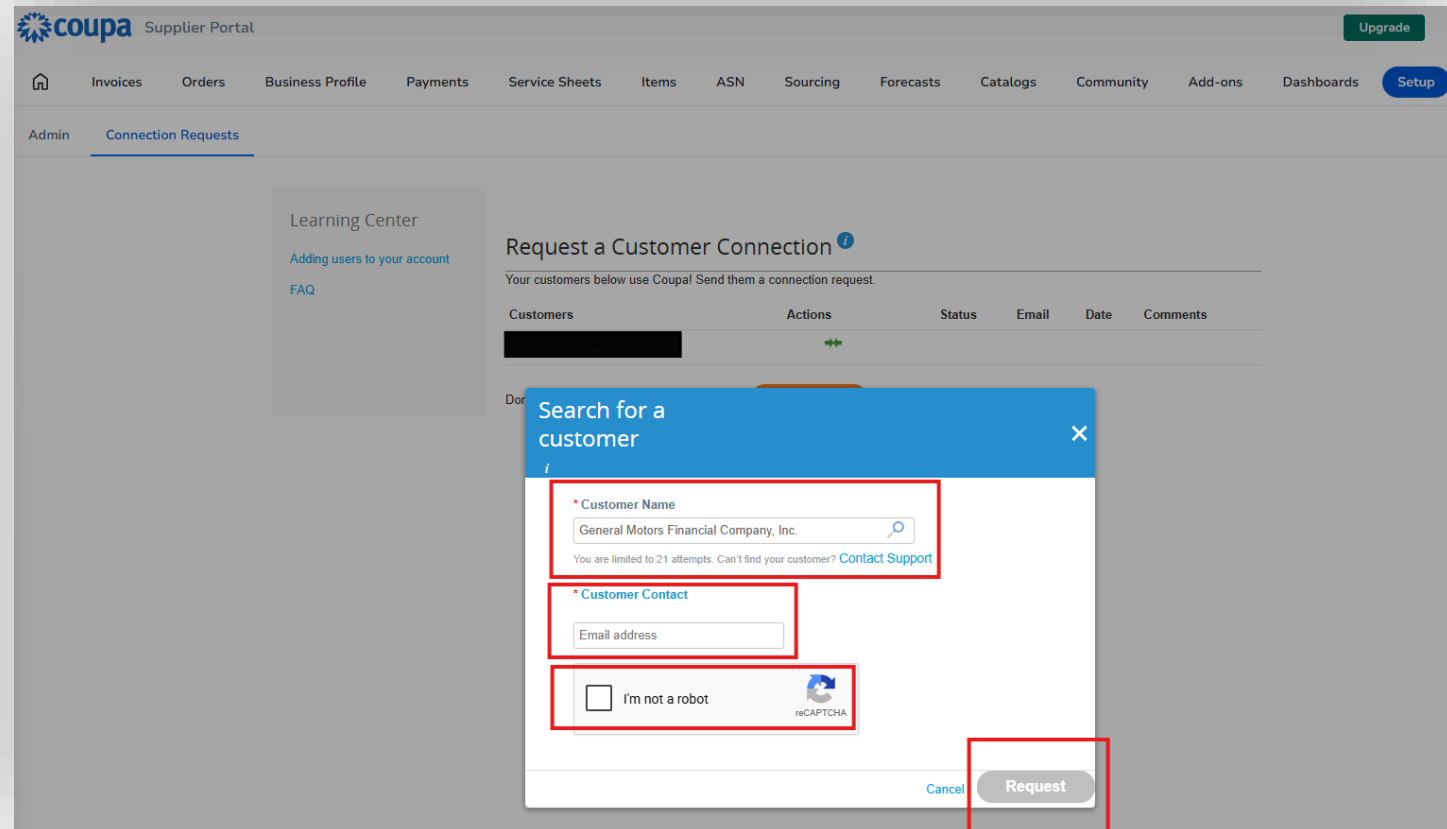 coupa Supplier Portal
Upgrade
Invoices Orders Business Profile Payments Service Sheets Items ASN Sourcing Forecasts Catalogs Community Add-ons Dashboards Setup
Admin Connection Requests
Learning Center
Adding users to your account
FAQ
Request a Customer Connection i
Your customers below use Coupa! Send them a connection request.
Customers Actions Status Email Date Comments
Search for a
customer
i
* Customer Name
General Motors Financial Company, Inc.
You are limited to 21 attempts. Can't find your customer? Contact Support
* Customer Contact
Email address
I'm not a robot
reCAPTCHA
Cancel Request